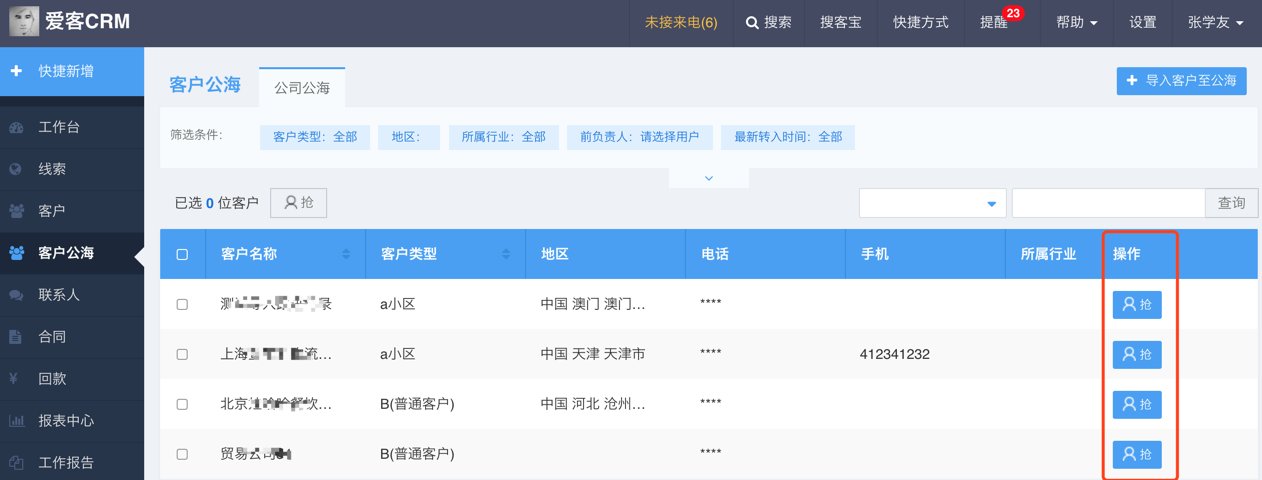 爱客CRM
未接来电(6) 搜索 搜客宝 快捷方式 提醒 23 帮助 设置 张学友
快捷新增
工作台
线索
客户
客户公海
联系人
合同
¥ 回款
报表中心
工作报告
客户公海 公司公海 导入客户至公海
筛选条件: 客户类型: 全部 地区: 所属行业: 全部 前负责人: 请选择用户 最新转入时间: 全部
已选 0 位客户 抢 查询
客户名称 客户类型 地区 电话 手机 所属行业 操作
a小区 中国 澳门 澳门... **** 抢
上海 流... a小区 中国 天津 天津市 **** 412341232 抢
北京 饮... B(普通客户) 中国 河北 沧州... **** 抢
贸易公司 B(普通客户) **** 抢